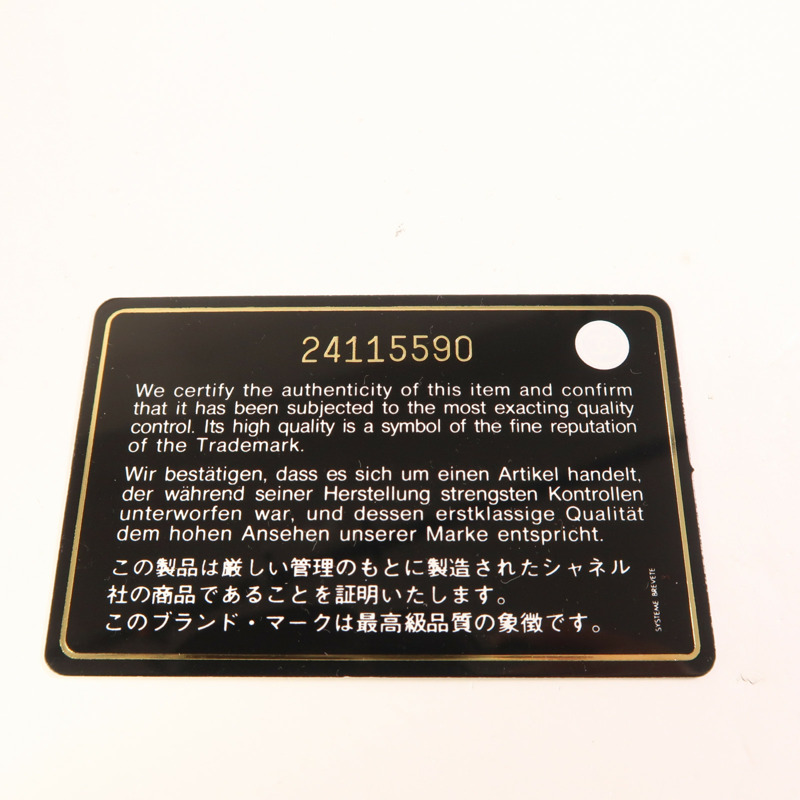 24115590
We certify the authenticity of this item and confirm
that it has been subjected to the most exacting quality
control. Its high quality is a symbol of the fine reputation
of the Trademark.
Wir bestätigen, dass es sich um einen Artikel handelt,
der während seiner Herstellung strengsten Kontrollen
unterworfen war, und dessen erstklassige Qualität
dem hohen Ansehen unserer Marke entspricht.
この製品は厳しい管理のもとに製造されたシャネル
社の商品であることを証明いたします。
このブランド・マークは最高級品質の象徴です。
SYSTEME BREVETE